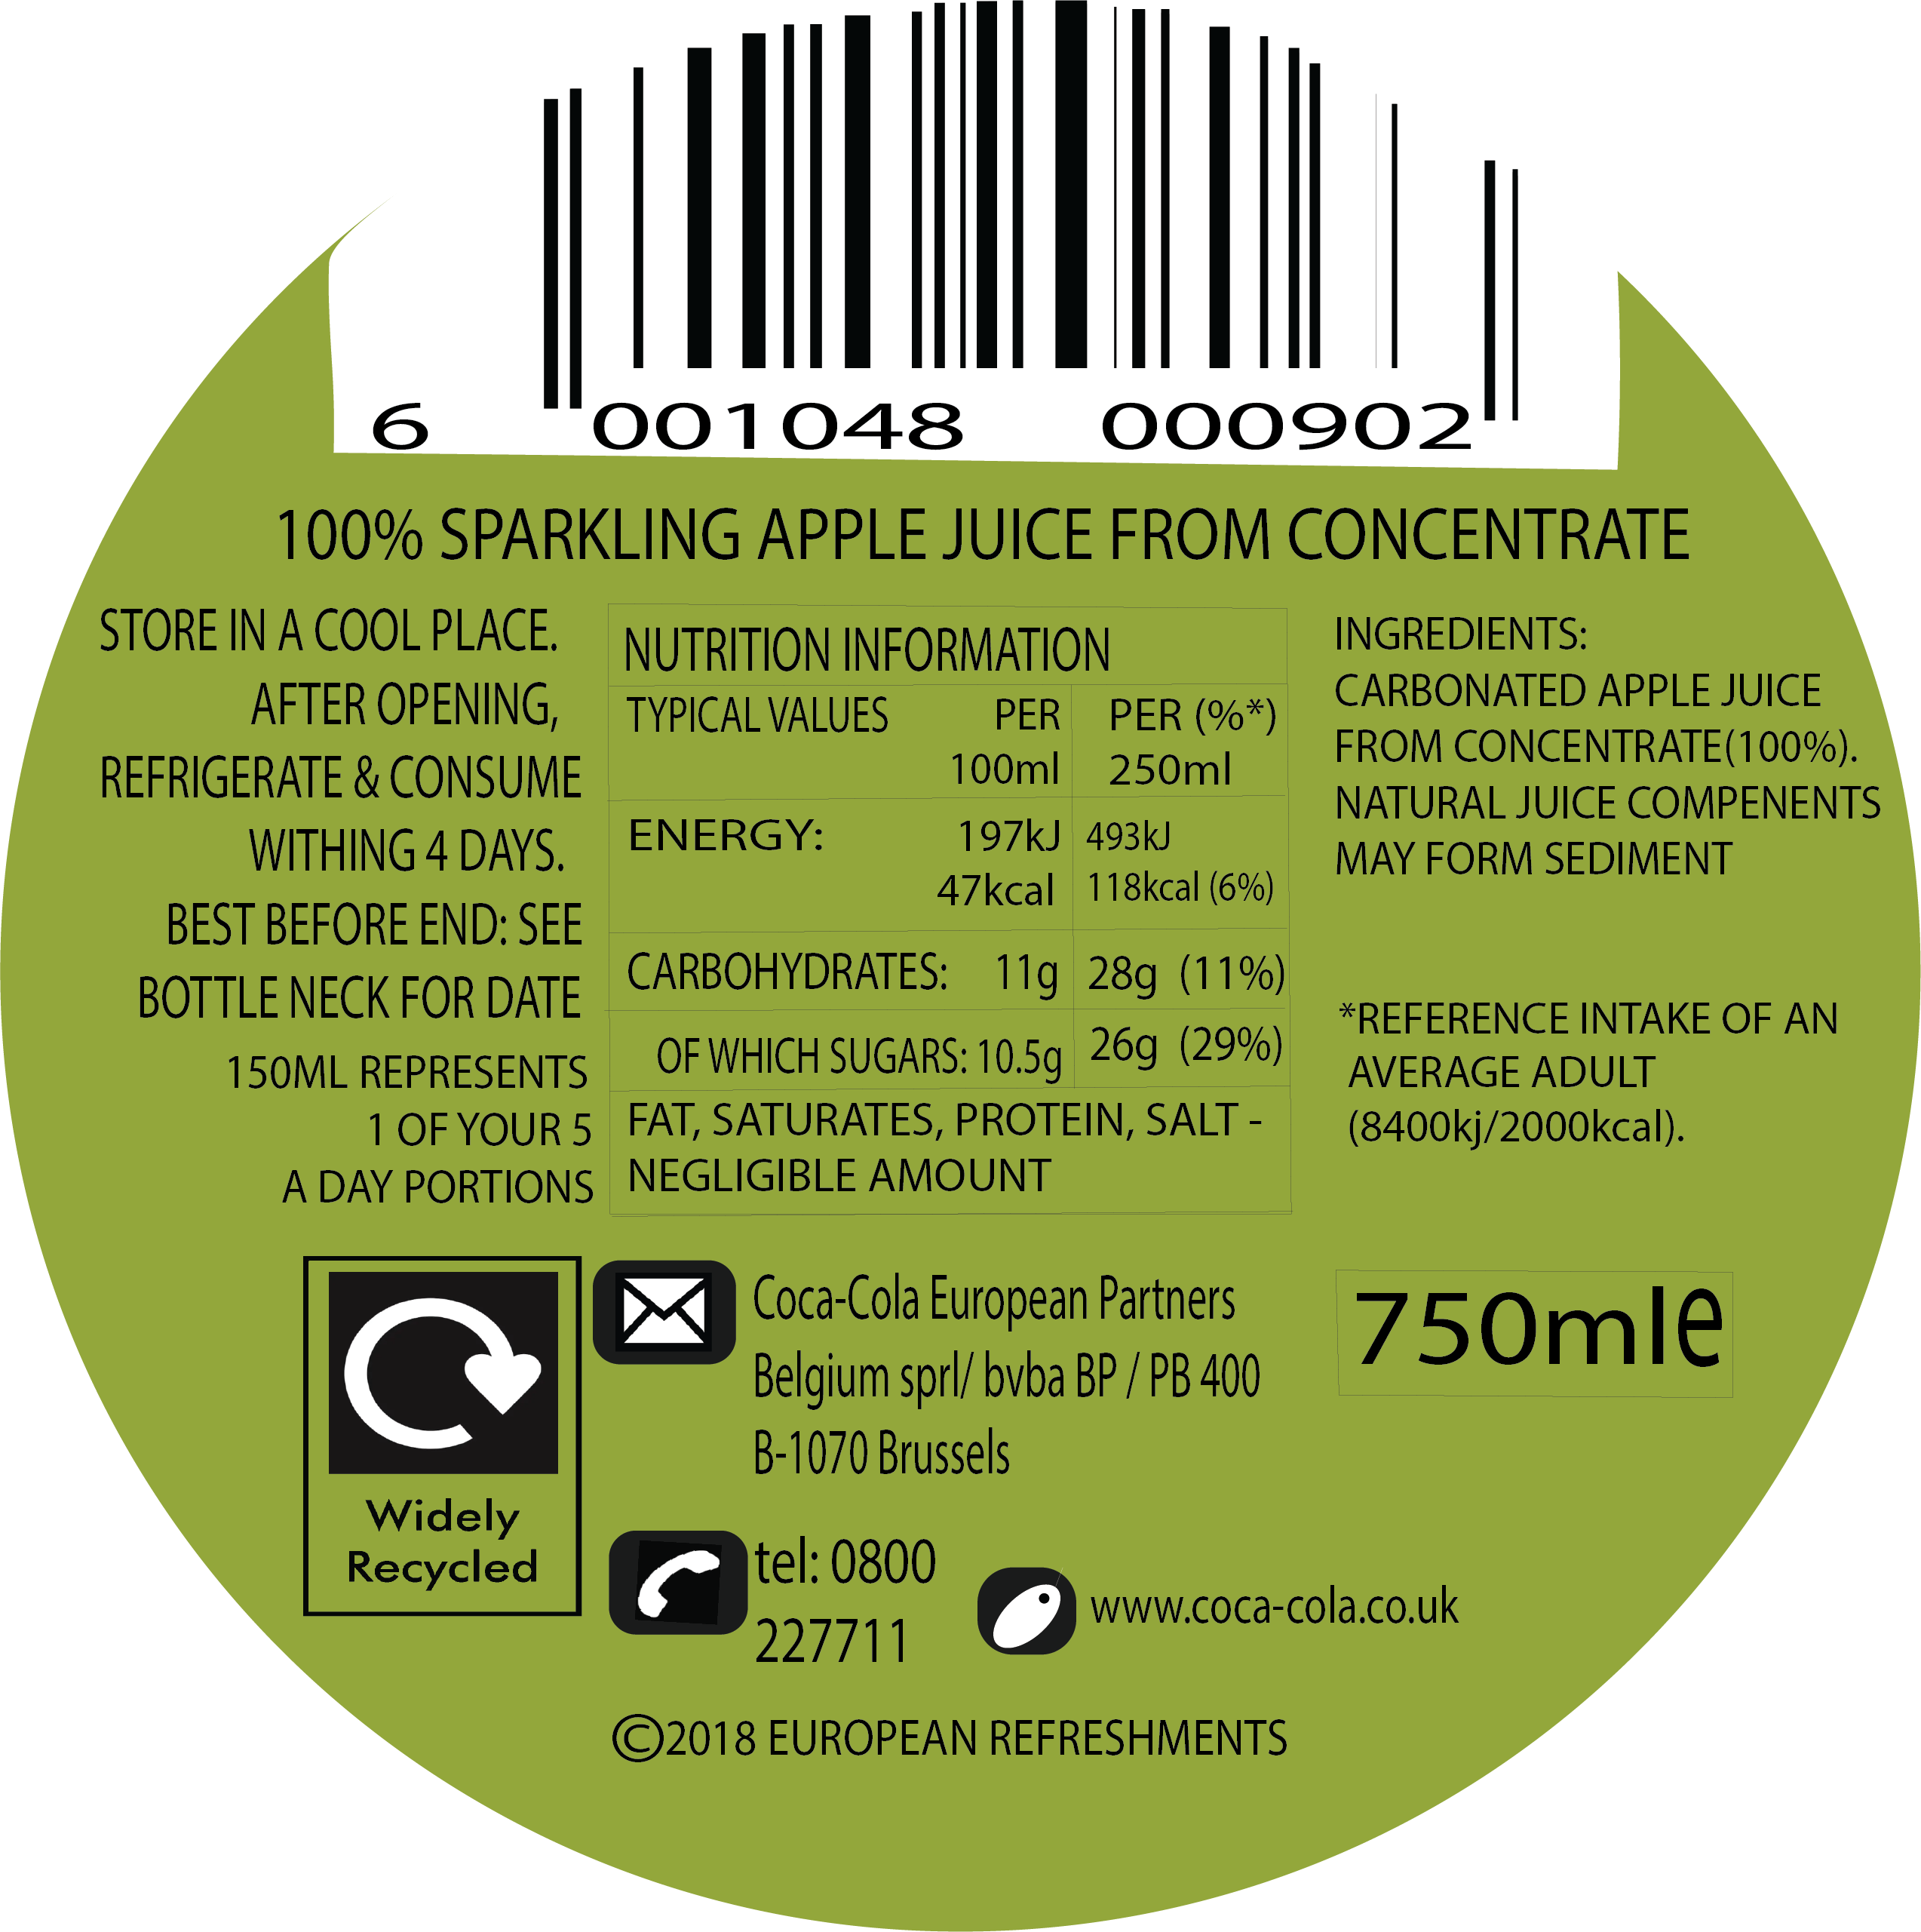 6 001048 000902
100% SPARKLING APPLE JUICE FROM CONCENTRATE
STORE IN A COOL PLACE.
AFTER OPENING,
REFRIGERATE & CONSUME
WITHING 4 DAYS.
BEST BEFORE END: SEE
BOTTLE NECK FOR DATE
150ML REPRESENTS
1 OF YOUR 5
A DAY PORTIONS
NUTRITION INFORMATION
TYPICAL VALUES PER PER (%*)
100ml 250ml
ENERGY: 197kJ 493kJ
47kcal 118kcal (6%)
CARBOHYDRATES: 11g 28g (11%)
OF WHICH SUGARS: 10.5g 26g (29%)
FAT, SATURATES, PROTEIN, SALT -
NEGLIGIBLE AMOUNT
INGREDIENTS:
CARBONATED APPLE JUICE
FROM CONCENTRATE(100%).
NATURAL JUICE COMPENENTS
MAY FORM SEDIMENT
*REFERENCE INTAKE OF AN
AVERAGE ADULT
(8400kj/2000kcal).
Widely
Recycled
Coca-Cola European Partners
Belgium sprl/ bvba BP / PB 400
B-1070 Brussels
750mle
tel: 0800
227711
www.coca-cola.co.uk
©2018 EUROPEAN REFRESHMENTS